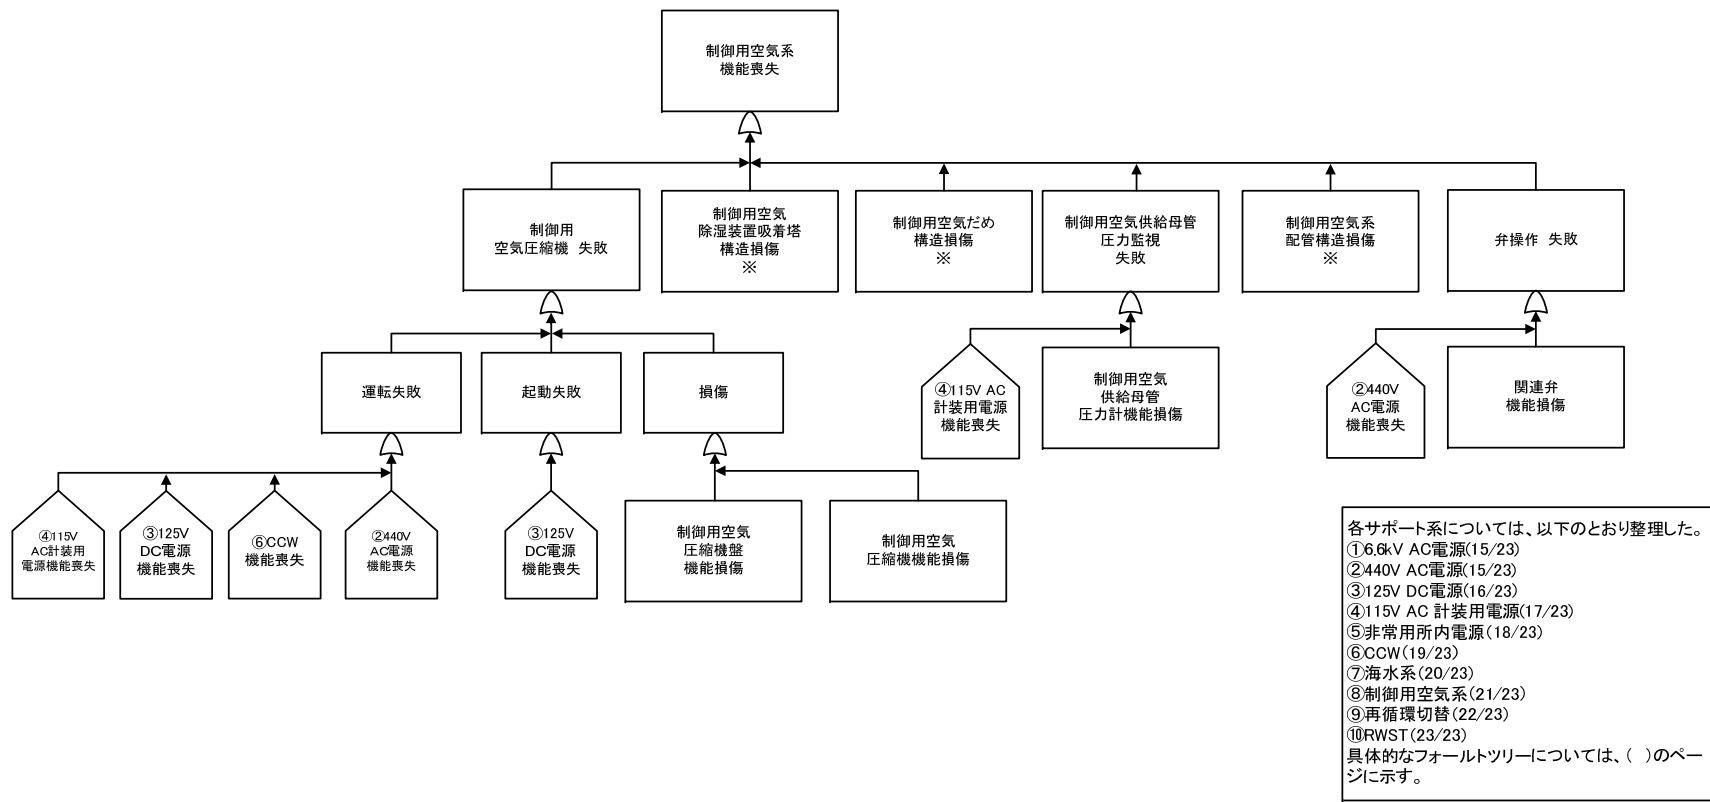 制御用空気系
機能喪失
制御用
空気圧縮機 失敗
制御用空気
除湿装置吸着塔
構造損傷
※
制御用空気だめ
構造損傷
※
制御用空気供給母管
圧力監視
失敗
制御用空気系
配管構造損傷
※
弁操作 失敗
運転失敗
起動失敗
損傷
④115V AC
計装用電源
機能喪失
制御用空気
供給母管
圧力計機能損傷
②440V
AC電源
機能喪失
関連弁
機能損傷
④115V
AC計装用
電源機能喪失
③125V
DC電源
機能喪失
⑥CCW
機能喪失
②440V
AC電源
機能喪失
③125V
DC電源
機能喪失
制御用空気
圧縮機盤
機能損傷
制御用空気
圧縮機機能損傷
各サポート系については、以下のとおり整理した。
①6.6kV AC電源(15/23)
②440V AC電源(15/23)
③125V DC電源(16/23)
④115V AC 計装用電源(17/23)
⑤非常用所内電源(18/23)
⑥CCW(19/23)
⑦海水系(20/23)
⑧制御用空気系(21/23)
⑨再循環切替(22/23)
⑩RWST(23/23)
具体的なフォールトツリーについては、( )のペー
ジに示す。